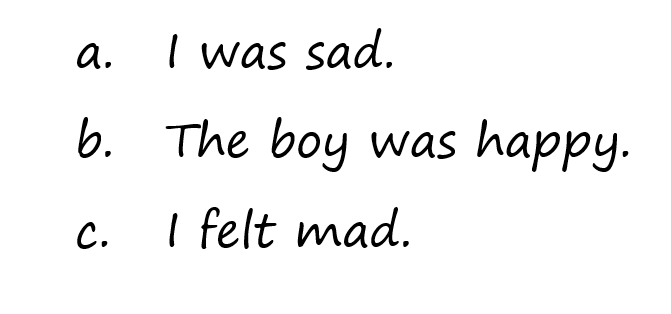 a. I was sad.
b. The boy was happy.
c. I felt mad.